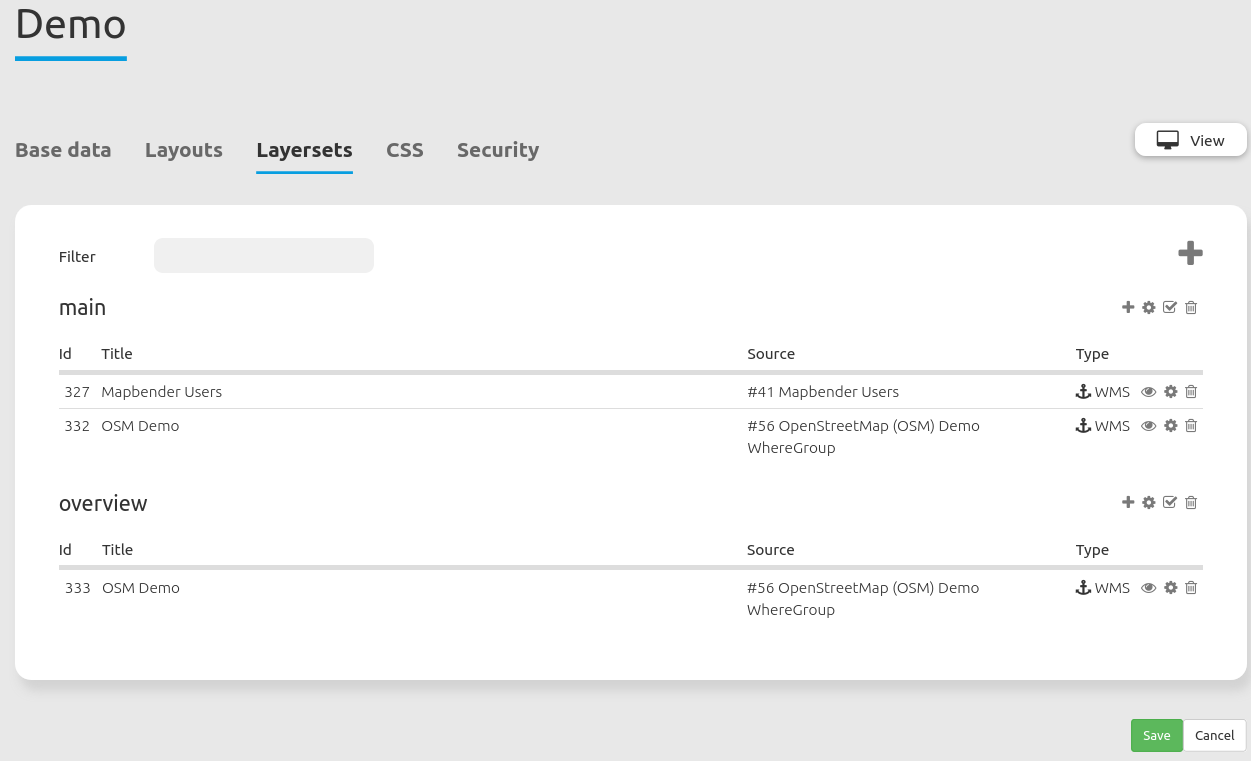 Demo
Base data Layouts Layersets CSS Security
View
Filter
main
Id Title Source Type
327 Mapbender Users #41 Mapbender Users WMS
332 OSM Demo #56 OpenStreetMap (OSM) Demo WMS
WhereGroup
overview
Id Title Source Type
333 OSM Demo #56 OpenStreetMap (OSM) Demo WMS
WhereGroup
Save Cancel